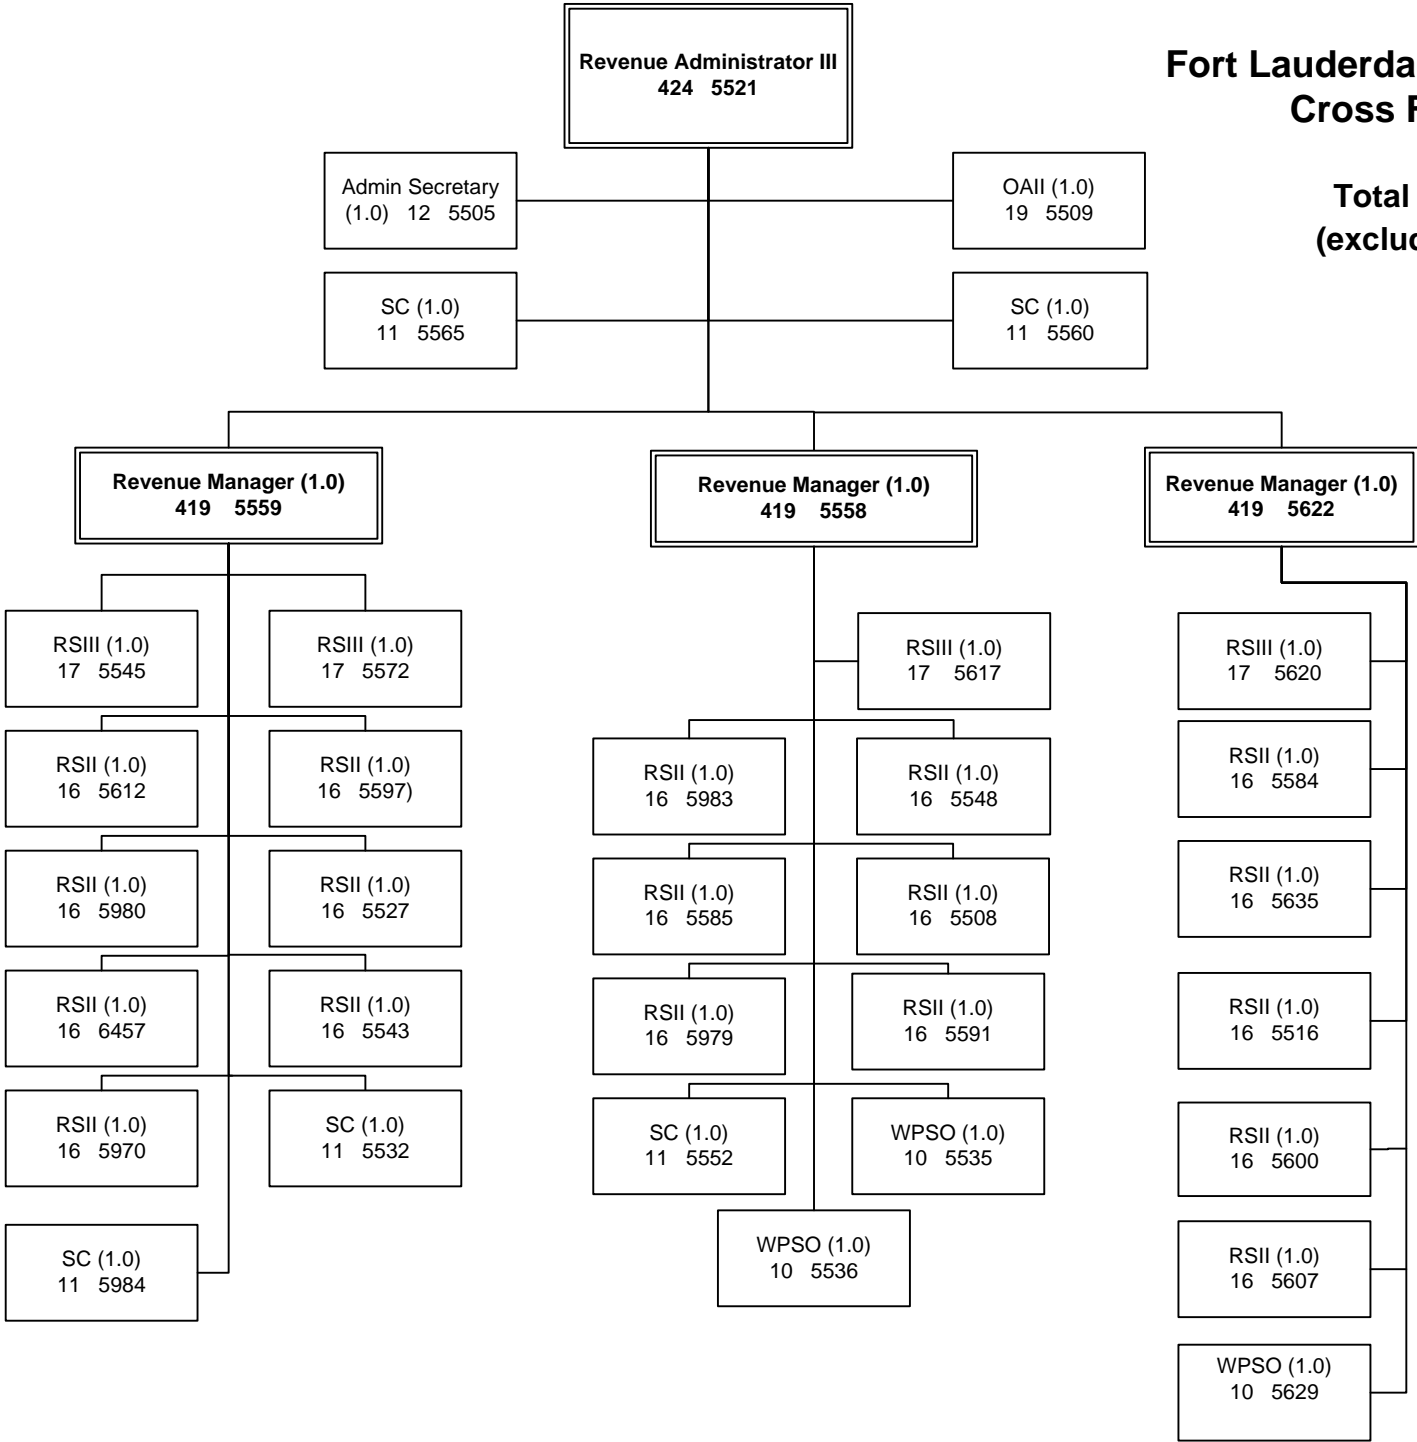 Revenue Administrator III
424 5521
Fort Lauderda
Cross
Total
(exclu
Admin Secretary
(1.0) 12 5505
OAII (1.0)
19 5509
SC (1.0)
11 5565
SC (1.0)
11 5560
Revenue Manager (1.0)
419 5559
Revenue Manager (1.0)
419 5558
Revenue Manager (1.0)
419 5622
RSIII (1.0)
17 5545
RSIII (1.0)
17 5572
RSII (1.0)
16 5612
RSII (1.0)
16 5597)
RSII (1.0)
16 5980
RSII (1.0)
16 5527
RSII (1.0)
16 6457
RSII (1.0)
16 5543
RSII (1.0)
16 5970
SC (1.0)
11 5532
SC (1.0)
11 5984
RSIII (1.0)
17 5617
RSII (1.0)
16 5983
RSII (1.0)
16 5548
RSII (1.0)
16 5585
RSII (1.0)
16 5508
RSII (1.0)
16 5979
RSII (1.0)
16 5591
SC (1.0)
11 5552
WPSO (1.0)
10 5535
WPSO (1.0)
10 5536
RSIII (1.0)
17 5620
RSII (1.0)
16 5584
RSII (1.0)
16 5635
RSII (1.0)
16 5516
RSII (1.0)
16 5600
RSII (1.0)
16 5607
WPSO (1.0)
10 5629